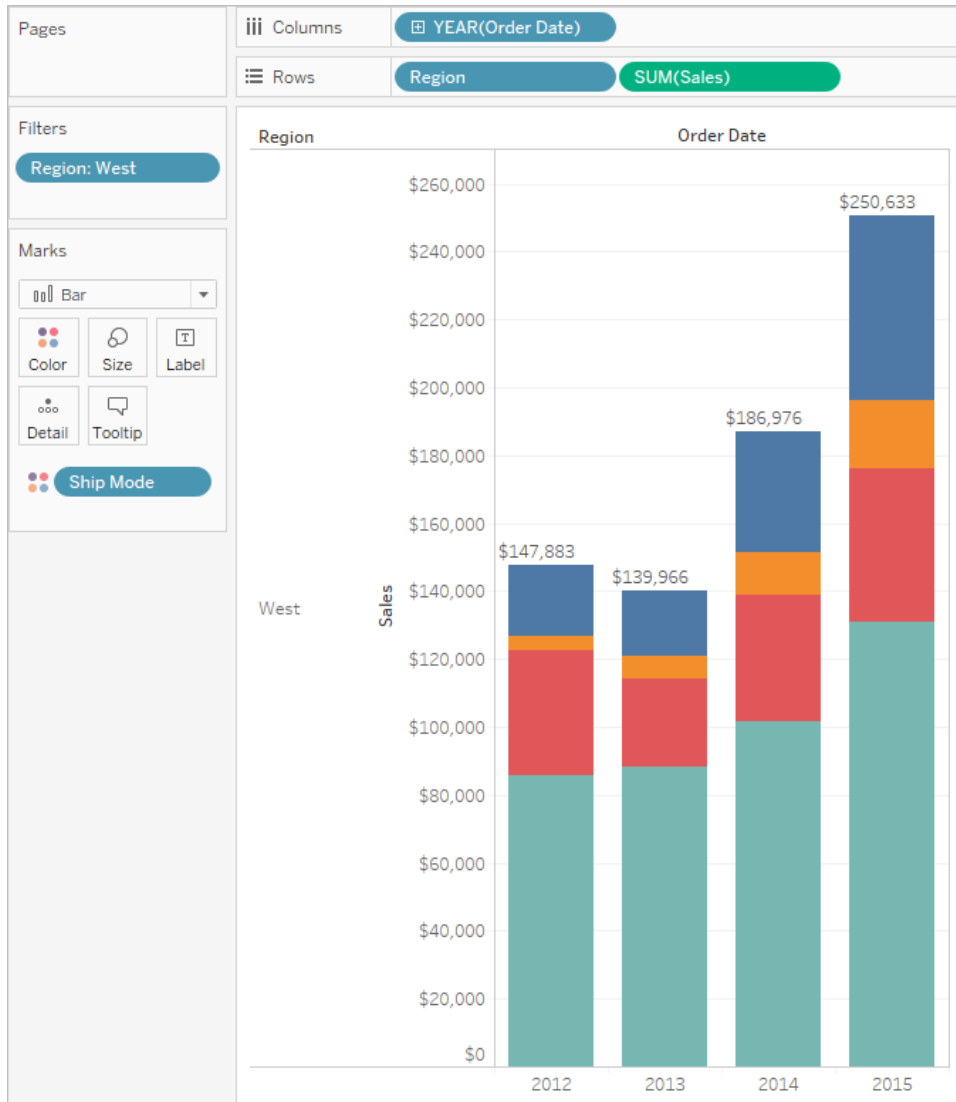 Pages
Columns
YEAR(Order Date)
Rows
Region
SUM(Sales)
Filters
Region: West
Marks
Bar
Color
Size
Label
Detail
Tooltip
Ship Mode
Region
Order Date
West
Sales
$260,000
$240,000
$220,000
$200,000
$180,000
$160,000
$140,000
$120,000
$100,000
$80,000
$60,000
$40,000
$20,000
$0
$147,883
$139,966
$186,976
$250,633
2012
2013
2014
2015